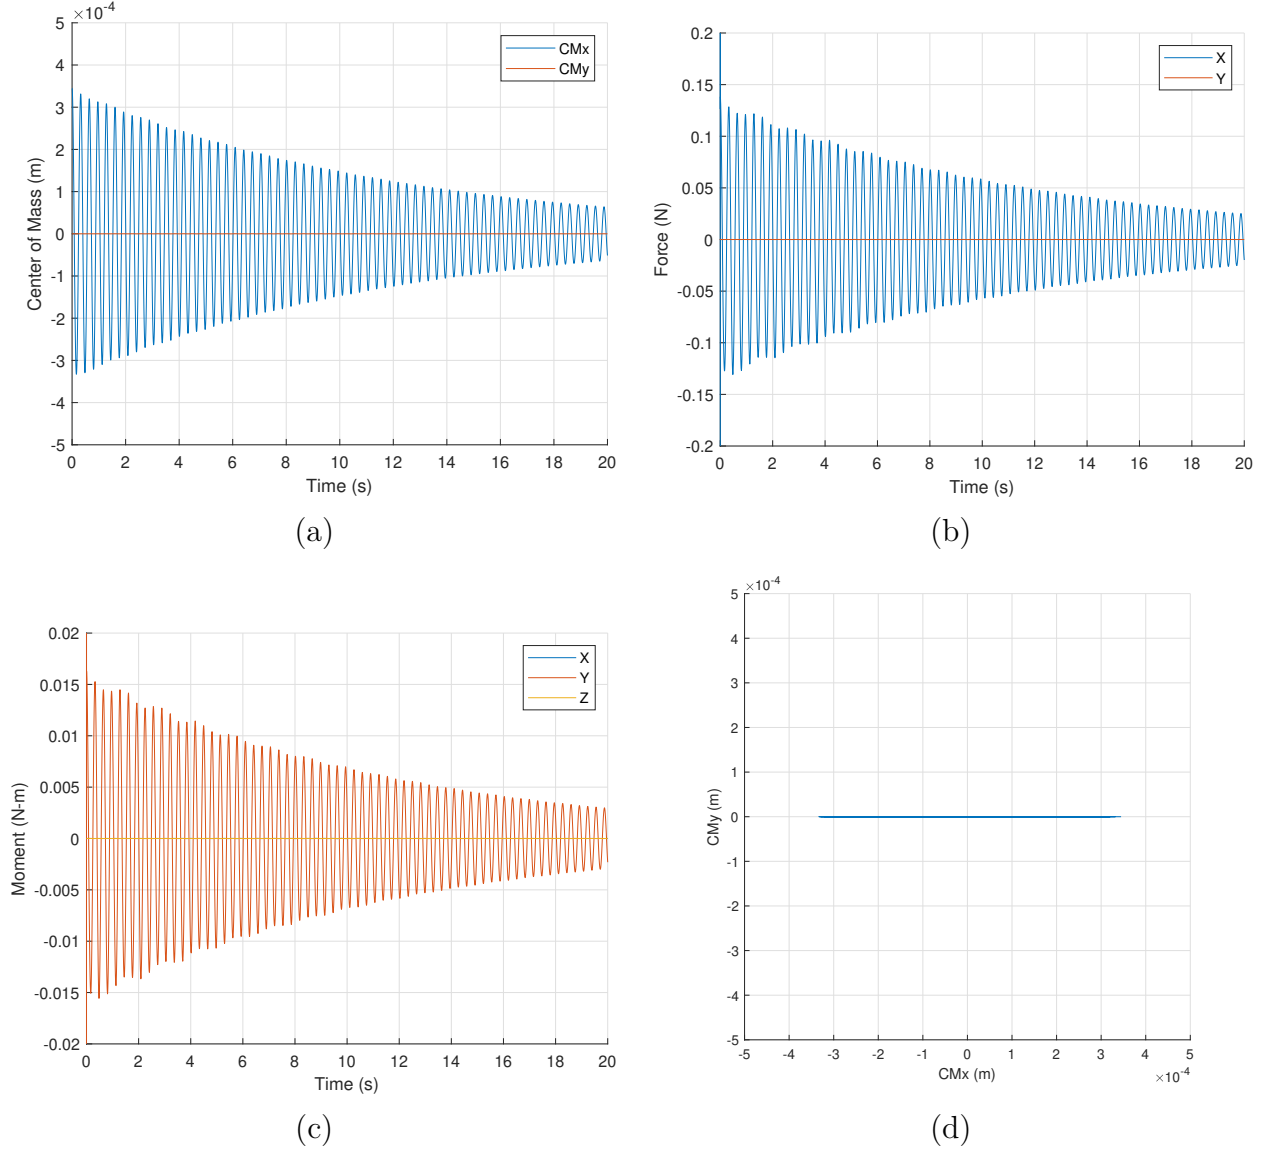 ×10-4
5
4
3
2
1
0
-1
-2
-3
-4
-5
Center of Mass (m)
CMx
CMy
0 2 4 6 8 10 12 14 16 18 20
Time (s)
(a)
0.2
0.15
0.1
0.05
0
-0.05
-0.1
-0.15
-0.2
Force (N)
X
Y
0 2 4 6 8 10 12 14 16 18 20
Time (s)
(b)
0.02
0.015
0.01
0.005
0
-0.005
-0.01
-0.015
-0.02
Moment (N-m)
X
Y
Z
0 2 4 6 8 10 12 14 16 18 20
Time (s)
(c)
×10-4
5
4
3
2
1
0
-1
-2
-3
-4
-5
CMy (m)
-5 -4 -3 -2 -1 0 1 2 3 4 5
CMx (m)
×10-4
(d)